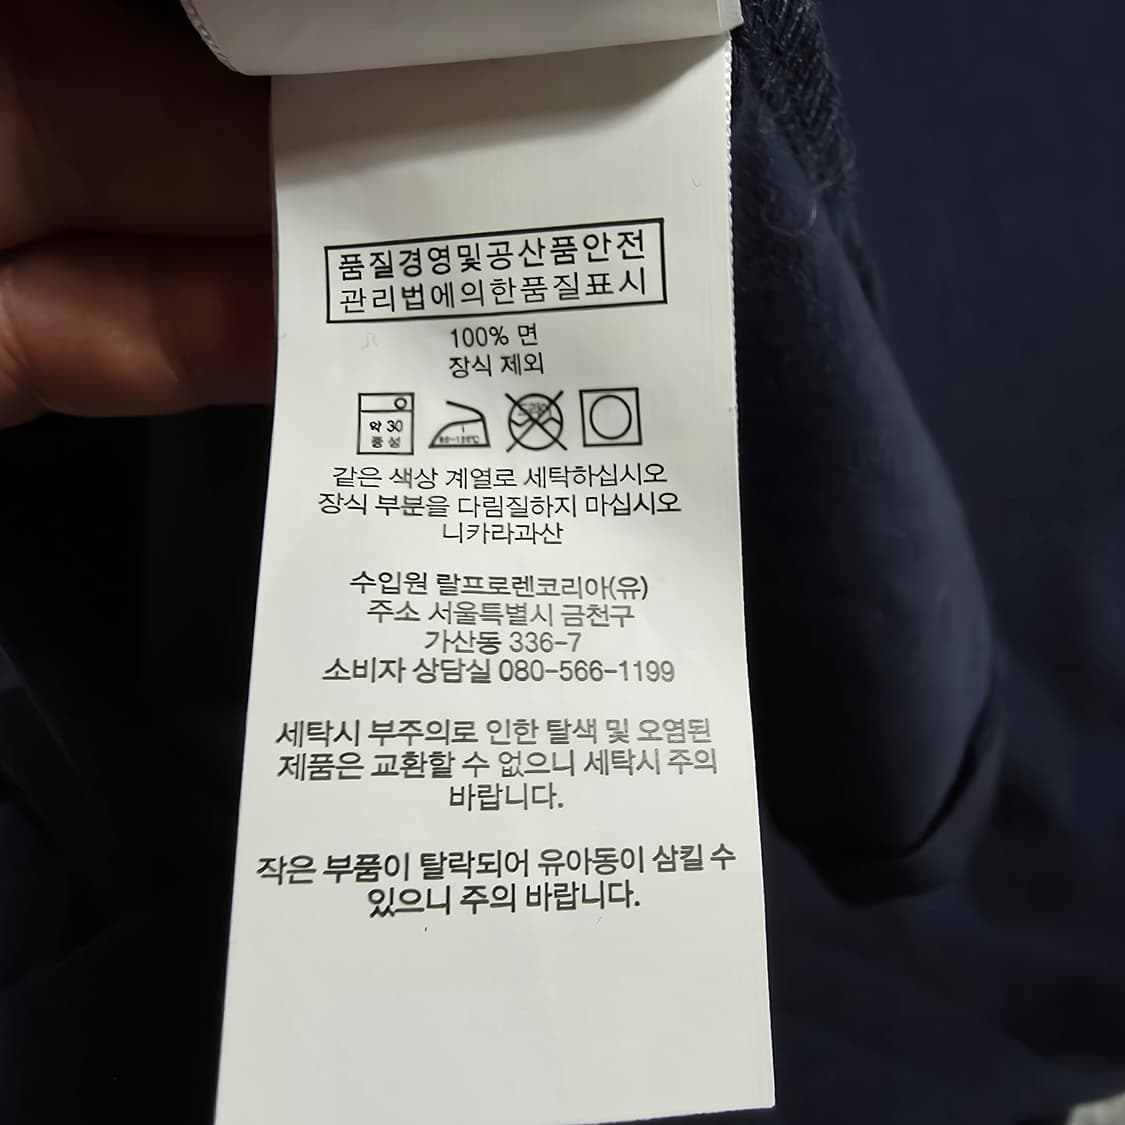 품질경영및공산품안전
관리법에의한품질표시
100% 면
장식 제외
약 30
중성
드라이
같은 색상 계열로 세탁하십시오
장식 부분을 다림질하지 마십시오
니카라과산
수입원 랄프로렌코리아(유)
주소 서울특별시 금천구
가산동 336-7
소비자 상담실 080-566-1199
세탁시 부주의로 인한 탈색 및 오염된
제품은 교환할 수 없으니 세탁시 주의
바랍니다.
작은 부품이 탈락되어 유아동이 삼킬 수
있으니 주의 바랍니다.